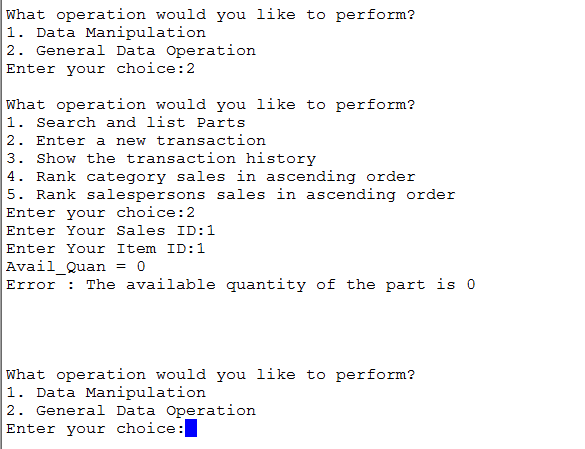 What operation would you like to perform?
1. Data Manipulation
2. General Data Operation
Enter your choice:2
What operation would you like to perform?
1. Search and list Parts
2. Enter a new transaction
3. Show the transaction history
4. Rank category sales in ascending order
5. Rank salespersons sales in ascending order
Enter your choice:2
Enter Your Sales ID:1
Enter Your Item ID:1
Avail_Quan = 0
Error : The available quantity of the part is 0
What operation would you like to perform?
1. Data Manipulation
2. General Data Operation
Enter your choice: